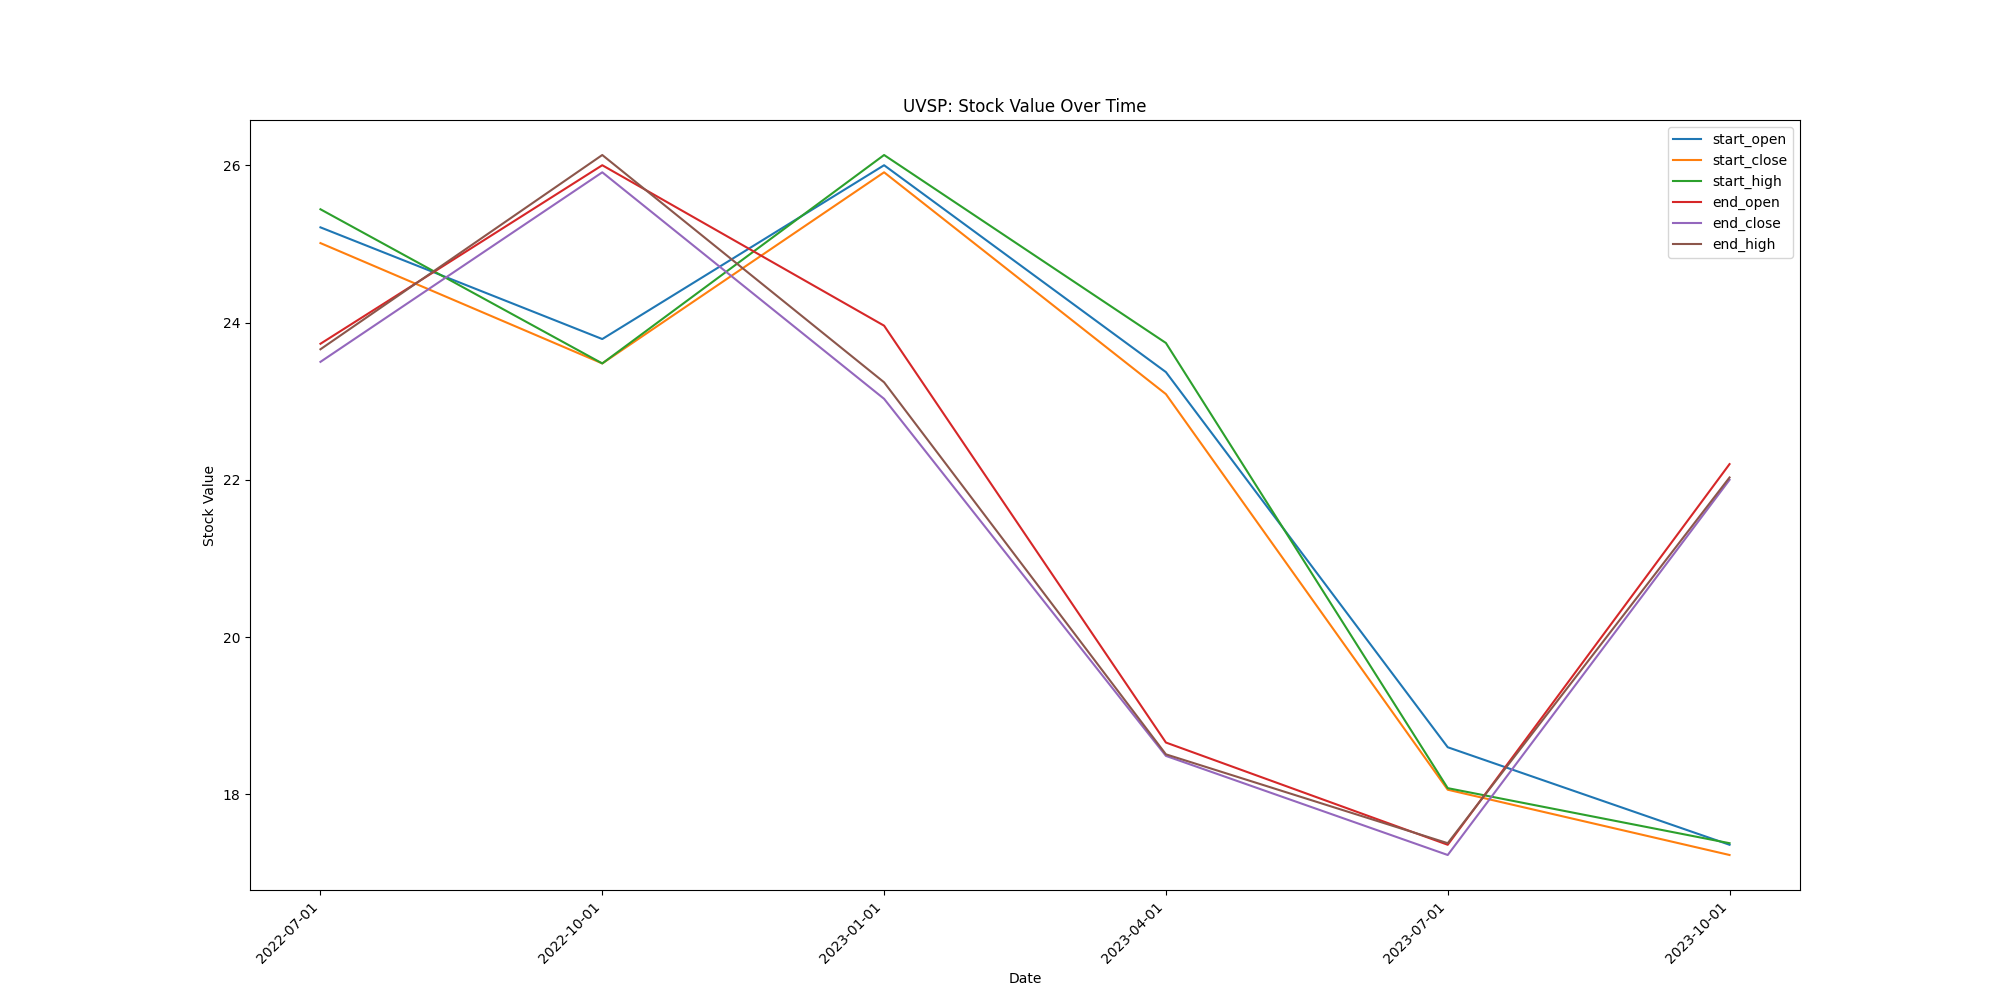 UVSP: Stock Value Over Time
start_open
start_close
start_high
end_open
end_close
end_high
26
24
22
20
18
Stock Value
2022-07-01
2022-10-01
2023-01-01
2023-04-01
2023-07-01
2023-10-01
Date